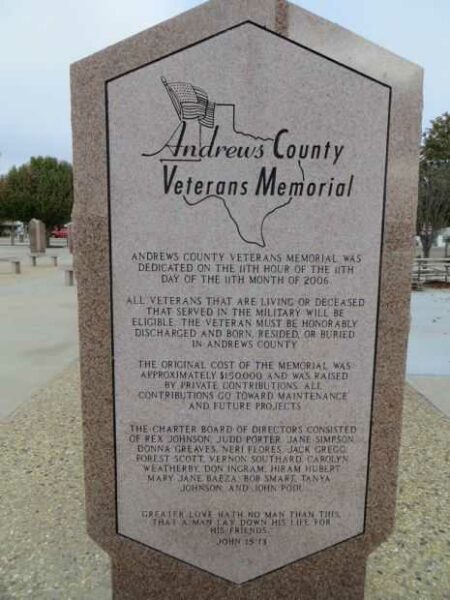 Andrews County
Veterans Memorial
ANDREWS COUNTY VETERANS MEMORIAL WAS
DEDICATED ON THE 11TH HOUR OF THE 11TH
DAY OF THE 11TH MONTH OF 2006
ALL VETERANS THAT ARE LIVING OR DECEASED
THAT SERVED IN THE MILITARY WILL BE
ELIGIBLE. THE VETERAN MUST BE HONORABLY
DISCHARGED AND BORN, RESIDED, OR BURIED
IN ANDREWS COUNTY
THE ORIGINAL COST OF THE MEMORIAL WAS
APPROXIMATELY $150,000 AND WAS RAISED
BY PRIVATE CONTRIBUTIONS. ALL
CONTRIBUTIONS GO TOWARD MAINTENANCE
AND FUTURE PROJECTS
THE CHARTER BOARD OF DIRECTORS CONSISTED
OF REX JOHNSON, JUDD PORTER, JANE SIMPSON,
DONNA GREAVES, NERI FLORES, JACK GREGG,
FOREST SCOTT, VERNON SOUTHARD, CAROLYN
WEATHERBY, DON INGRAM, HIRAM HUBERT,
MARY JANE BAEZA, BOB SMART, TANYA
JOHNSON, AND JOHN POOL
GREATER LOVE HATH NO MAN THAN THIS,
THAT A MAN LAY DOWN HIS LIFE FOR
HIS FRIENDS.
JOHN 15:13